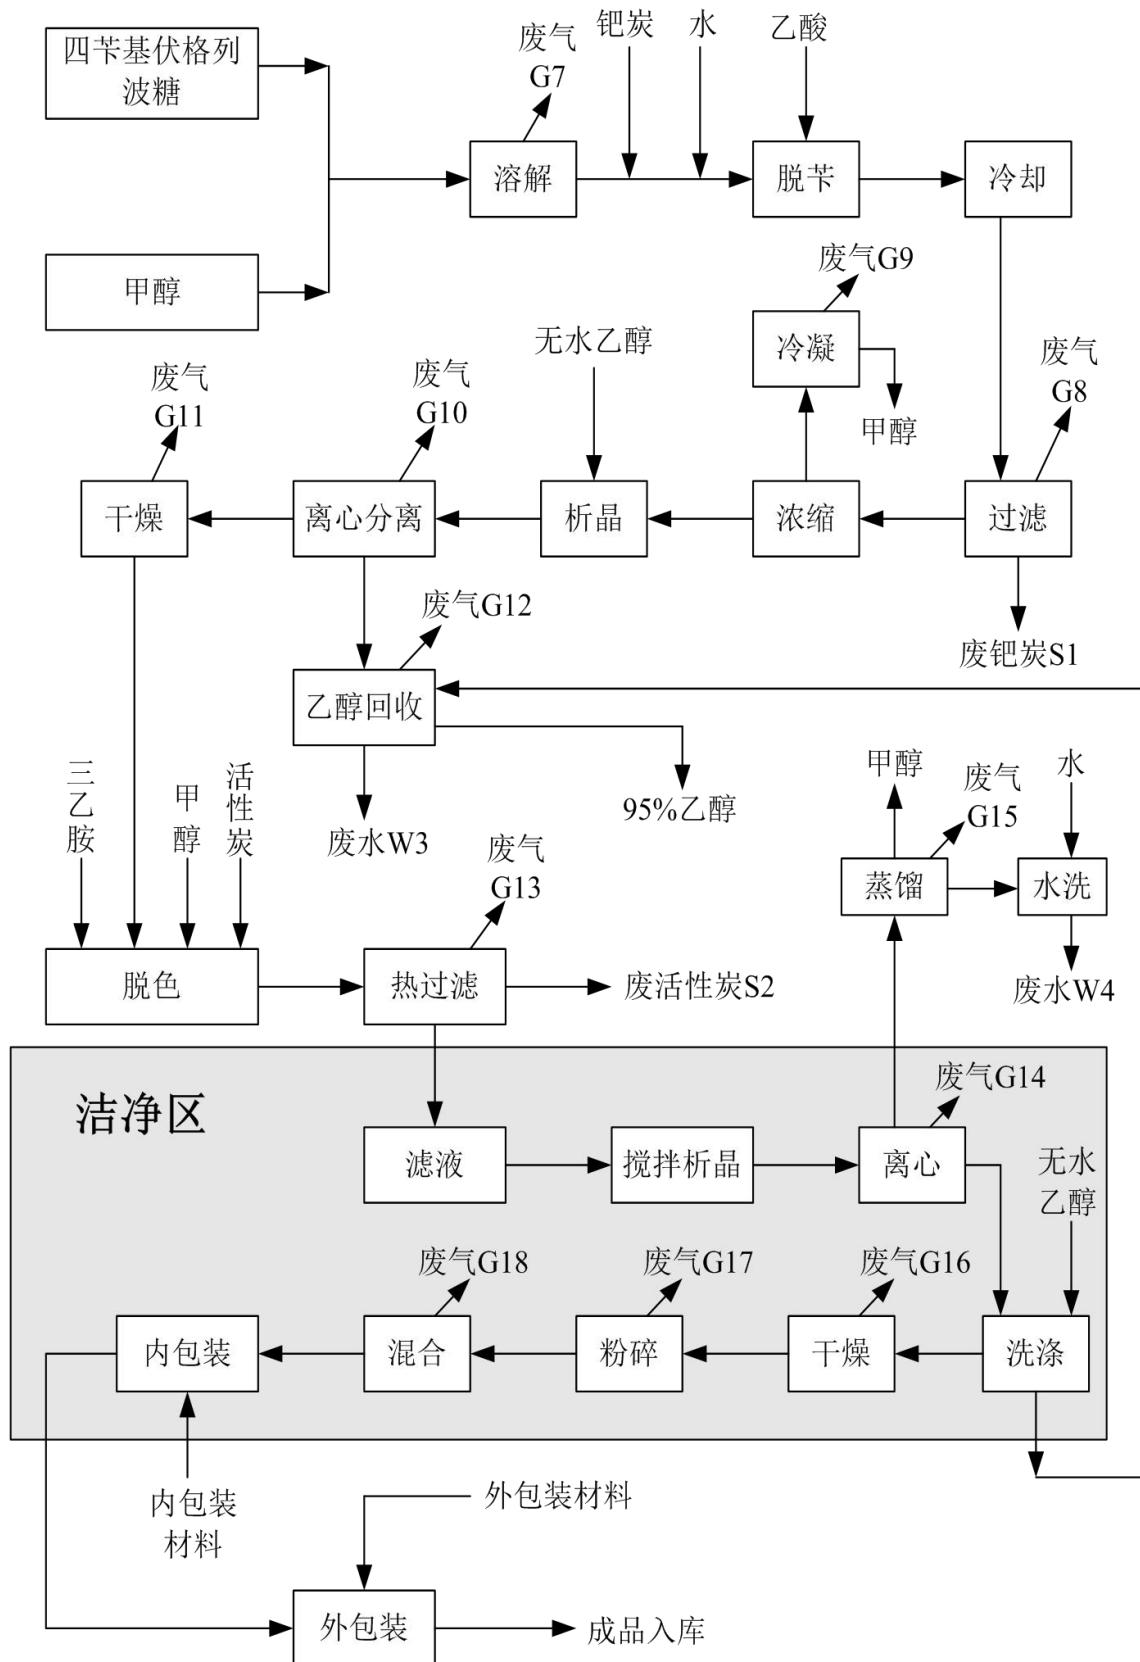 四苄基伏格列
波糖
废气
G7
钯炭
水
乙酸
溶解
脱苄
冷却
甲醇
废气G9
无水乙醇
冷凝
废气
G8
废气
G11
废气
G10
甲醇
干燥
离心分离
析晶
浓缩
过滤
废气G12
废钯炭S1
乙醇回收
三乙胺
甲醇
活性炭
废水W3
95%乙醇
甲醇
废气
G15
水
废气
G13
蒸馏
水洗
脱色
热过滤
废活性炭S2
废水W4
洁净区
废气G14
滤液
搅拌析晶
离心
无水
乙醇
废气G18
废气G17
废气G16
内包装
混合
粉碎
干燥
洗涤
内包装
材料
外包装材料
外包装
成品入库